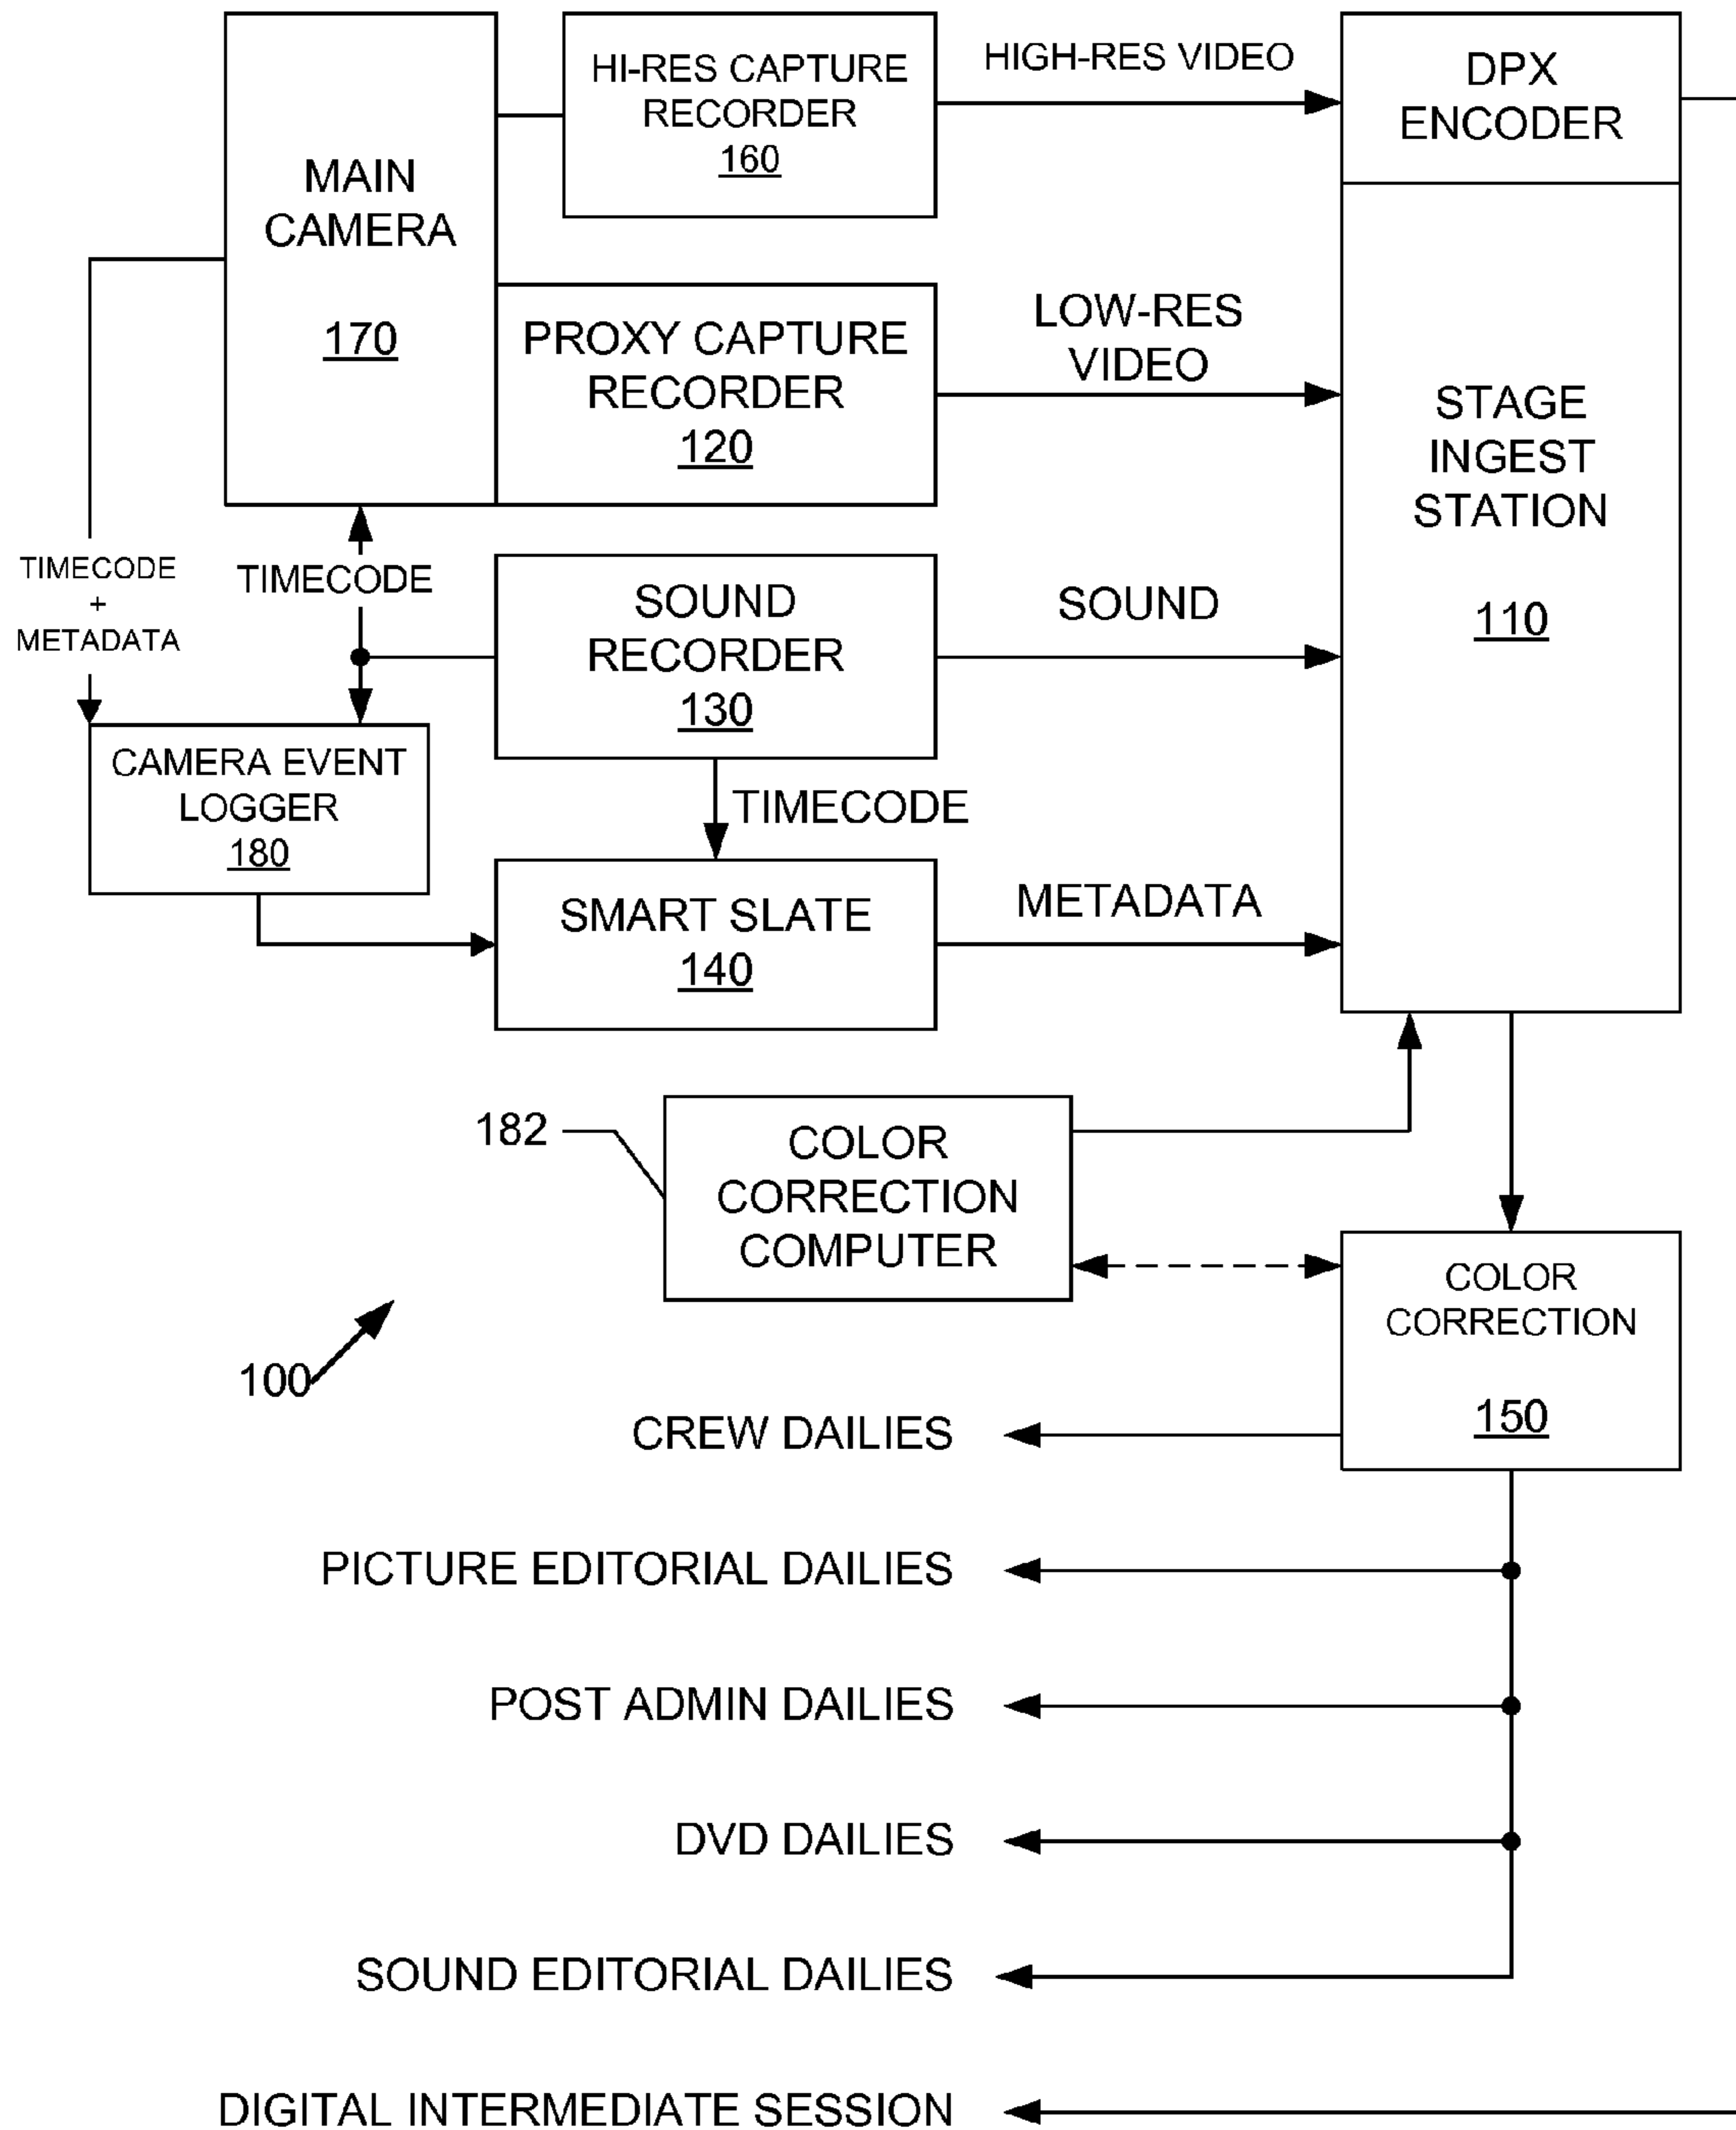 MAIN
CAMERA
170
HI-RES CAPTURE
RECORDER
160
HIGH-RES VIDEO
DPX
ENCODER
PROXY CAPTURE
RECORDER
120
LOW-RES
VIDEO
STAGE
INGEST
STATION
110
TIMECODE
+
METADATA
TIMECODE
SOUND
RECORDER
130
SOUND
CAMERA EVENT
LOGGER
180
TIMECODE
SMART SLATE
140
METADATA
182
COLOR
CORRECTION
COMPUTER
COLOR
CORRECTION
150
100
CREW DAILIES
PICTURE EDITORIAL DAILIES
POST ADMIN DAILIES
DVD DAILIES
SOUND EDITORIAL DAILIES
DIGITAL INTERMEDIATE SESSION